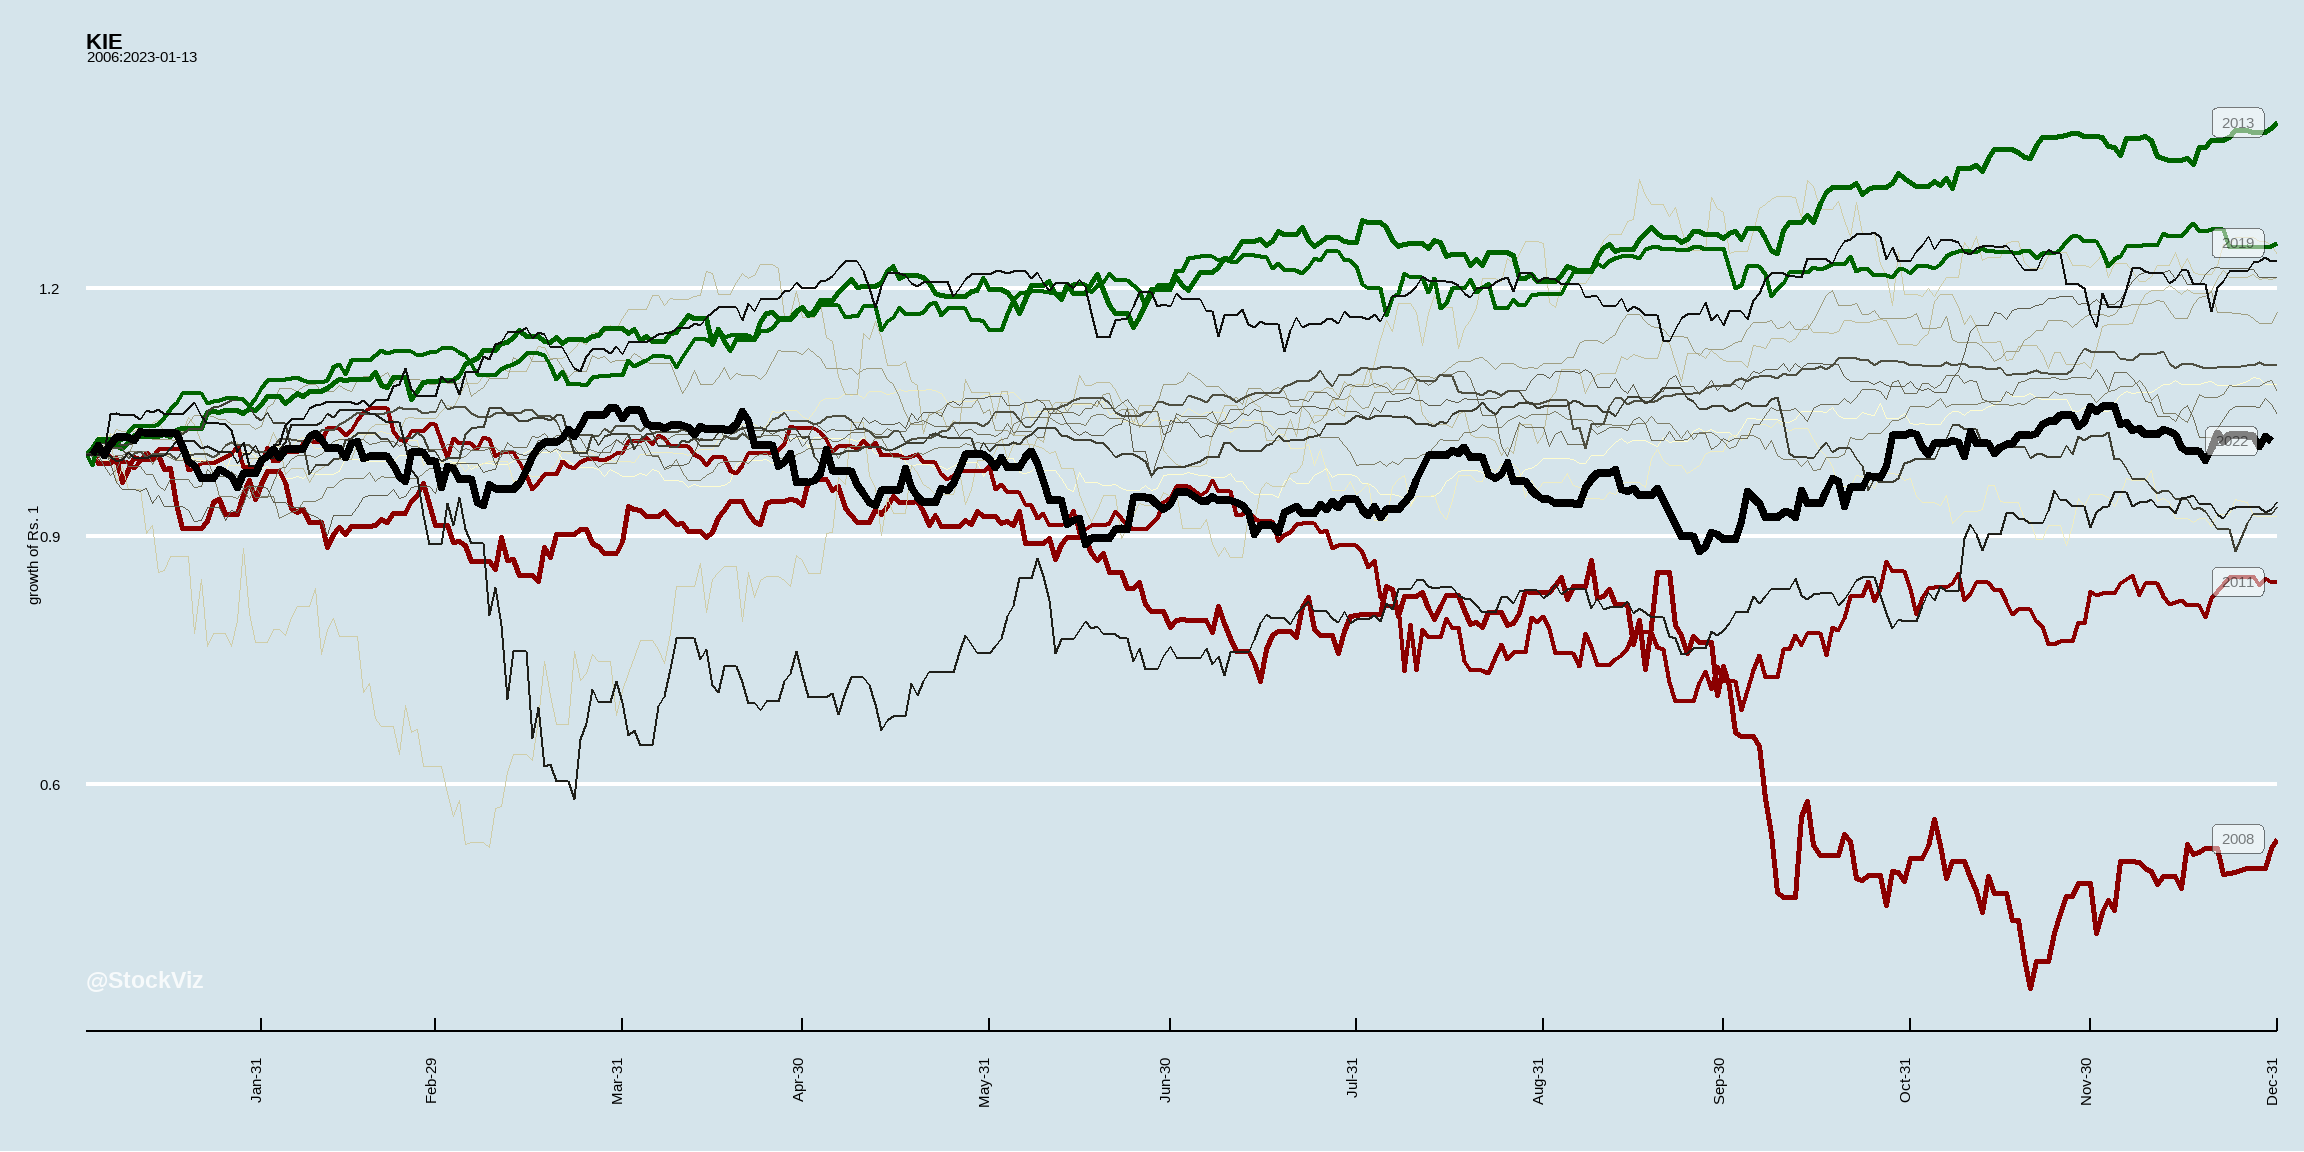 KIE
2006:2023-01-13
2013
2019
1.2
2022
growth of Rs. 1
0.9
2011
0.6
2008
@StockViz
Jan-31
Feb-29
Mar-31
Apr-30
May-31
Jun-30
Jul-31
Aug-31
Sep-30
Oct-31
Nov-30
Dec-31